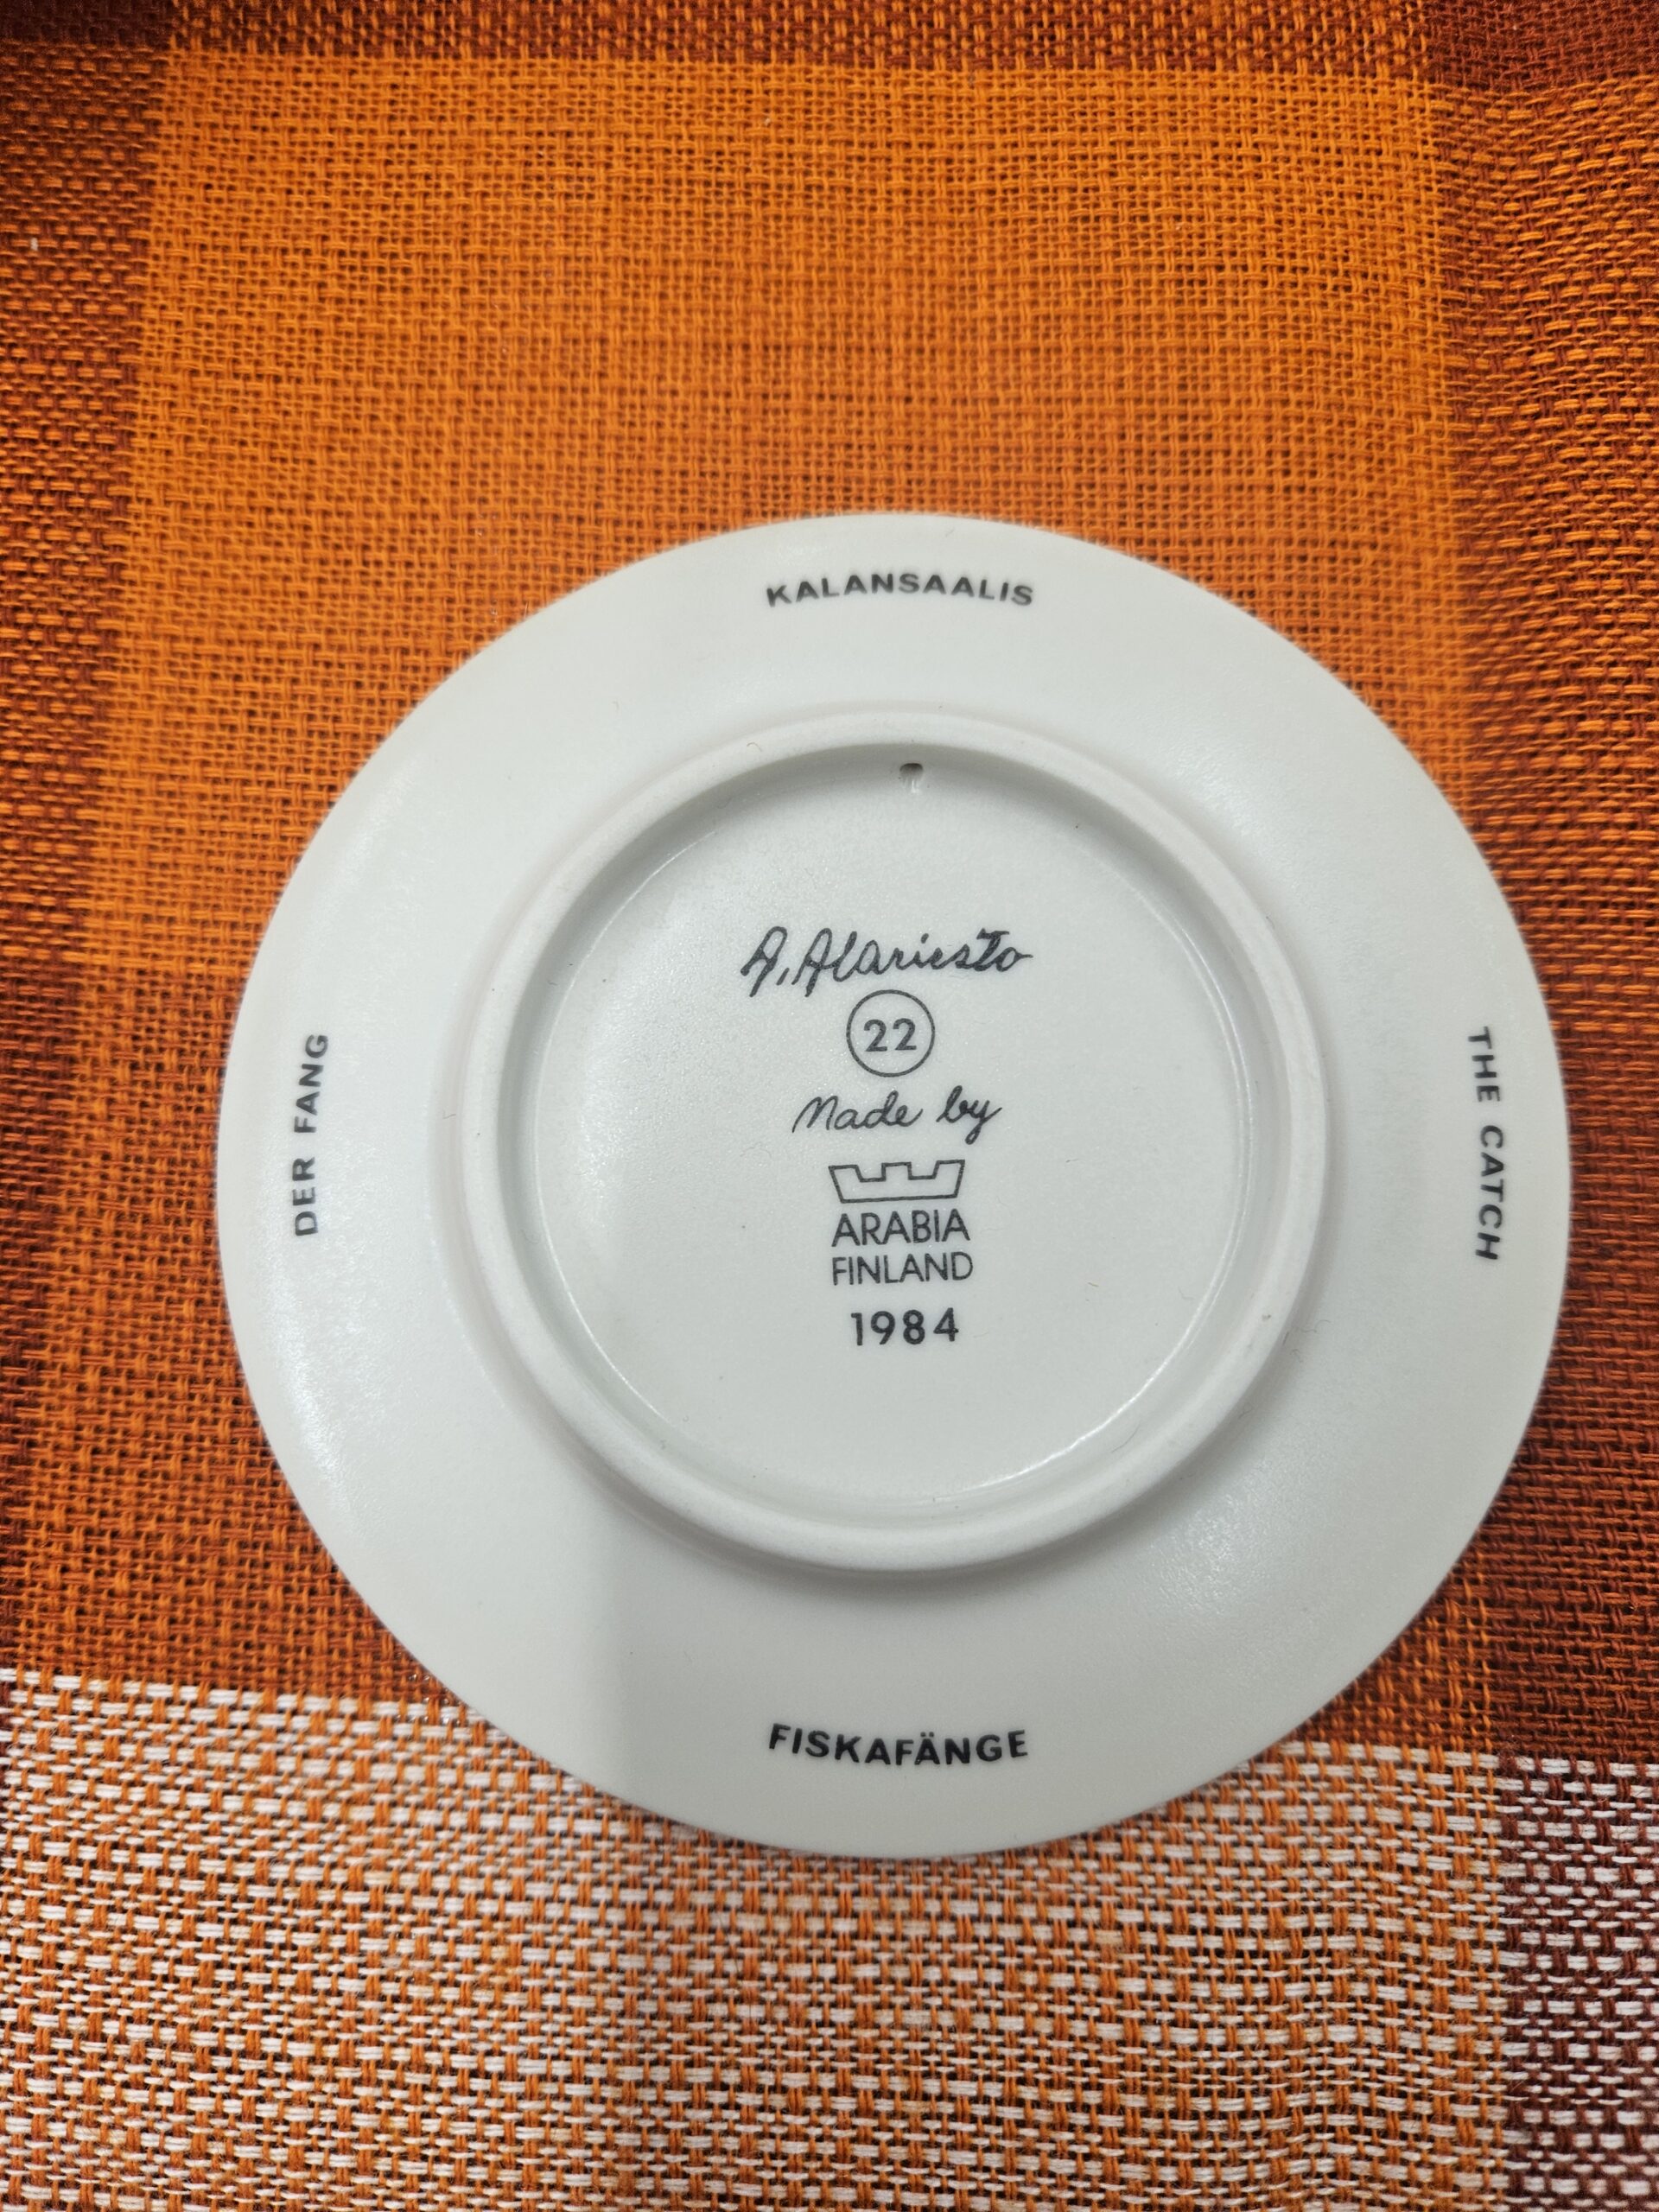 KALANSAALIS
A. Alariesto
22
Made by
ARABIA
FINLAND
1984
DER FANG
THE CATCH
FISKAFÄNGE